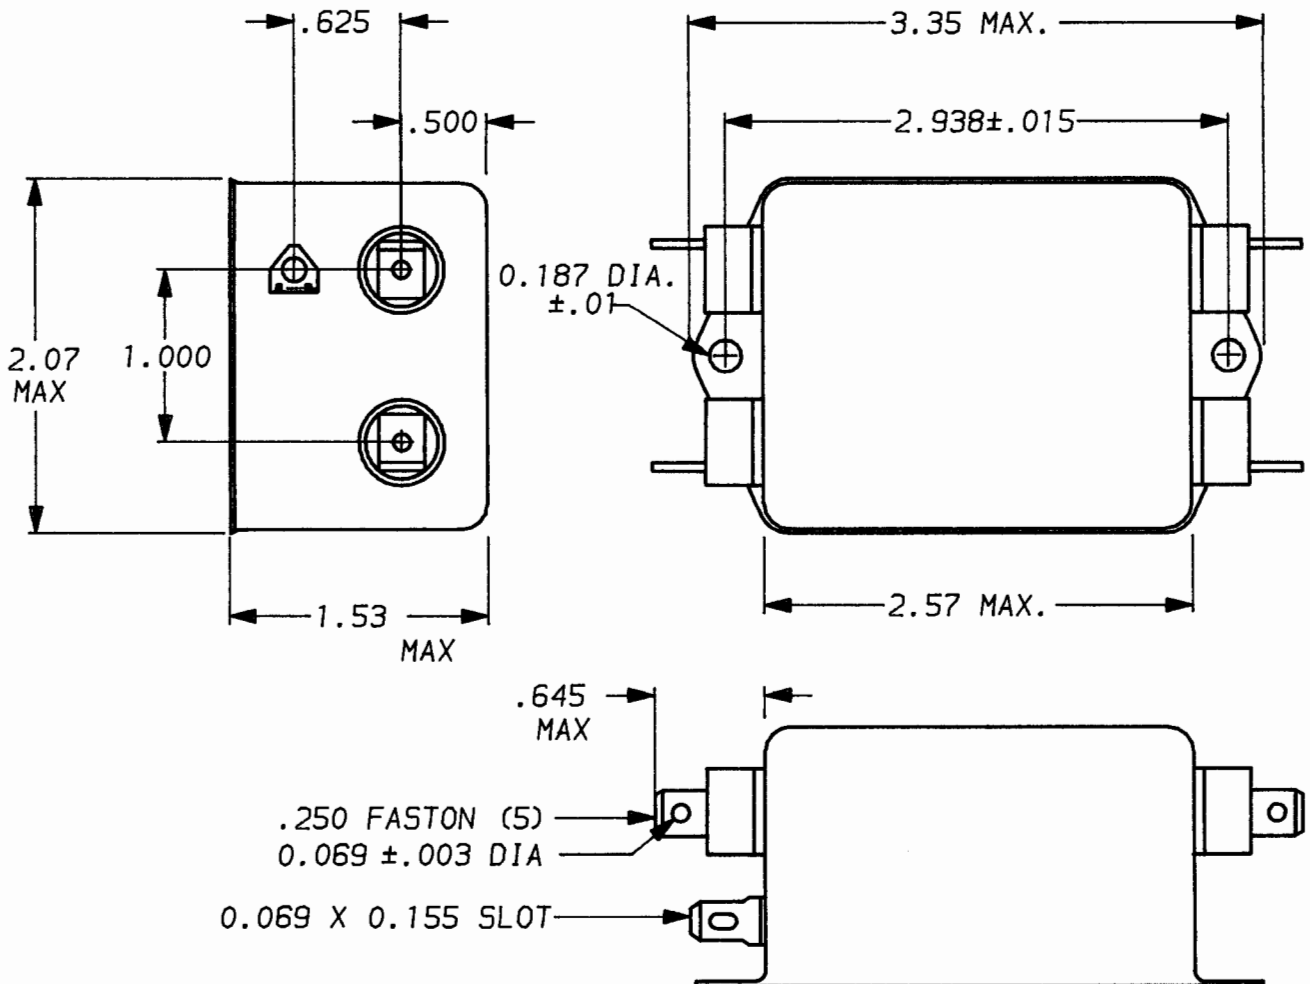 .625
3.35 MAX.
.500
2.938±.015
0.187 DIA.
±.01
2.07
MAX
1.000
1.53
MAX
2.57 MAX.
.645
MAX
.250 FASTON (5)
0.069 ±.003 DIA
0.069 X 0.155 SLOT